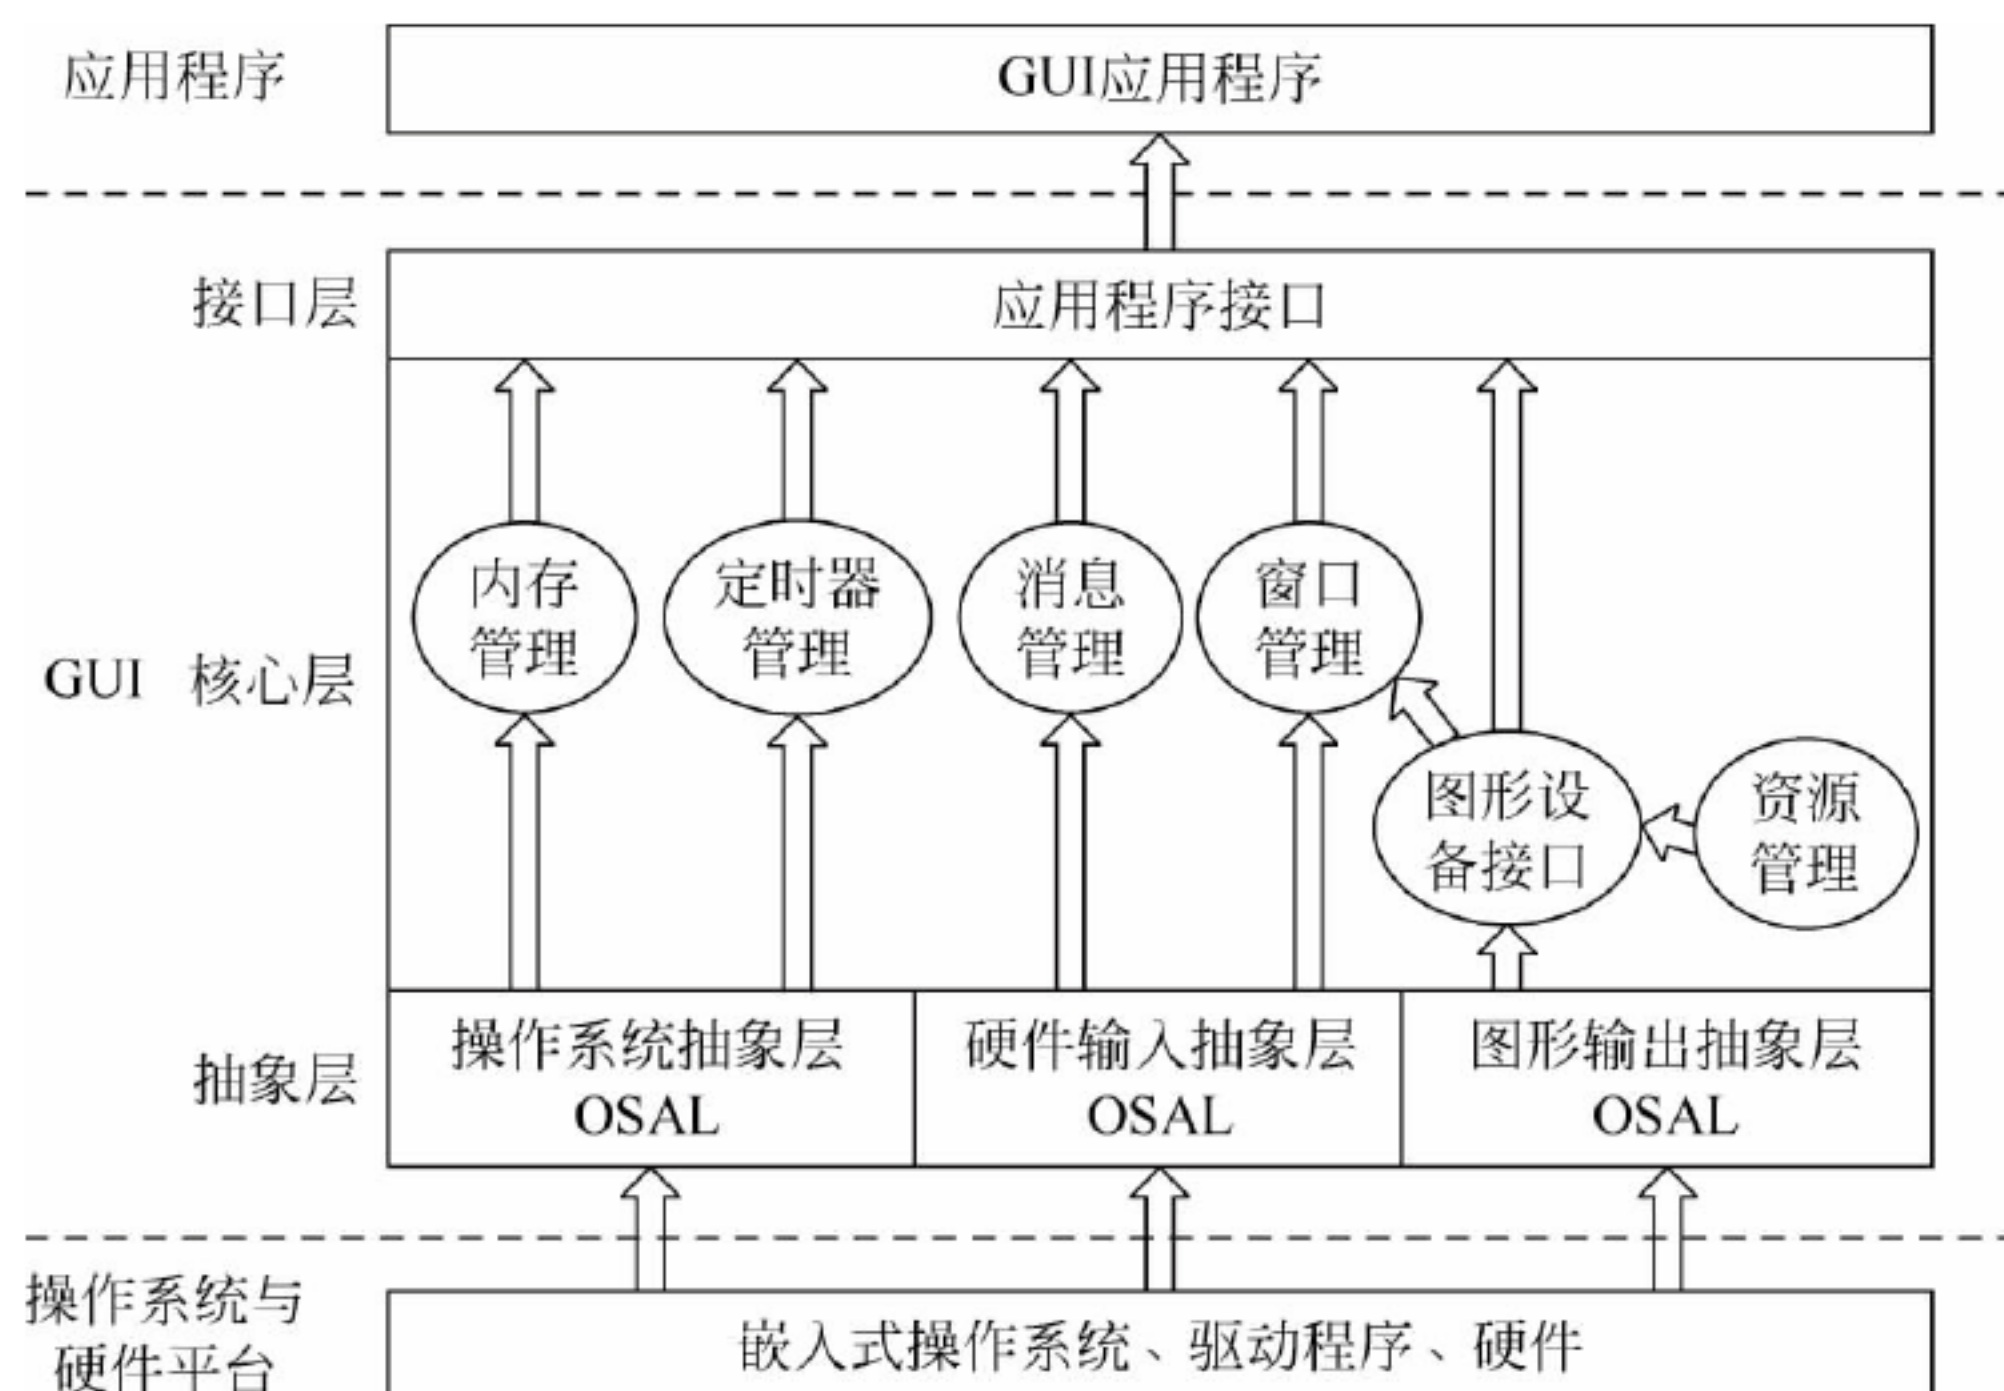 应用程序
GUI应用程序
接口层
应用程序接口
GUI 核心层
内存
管理
定时器
管理
消息
管理
窗口
管理
图形设
备接口
资源
管理
抽象层
操作系统抽象层
OSAL
硬件输入抽象层
OSAL
图形输出抽象层
OSAL
操作系统与
硬件平台
嵌入式操作系统、驱动程序、硬件